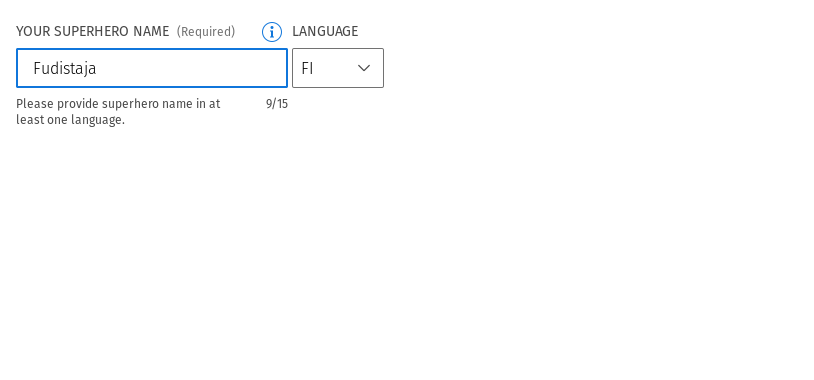 YOUR SUPERHERO NAME (Required) LANGUAGE
Fudistaja FI
Please provide superhero name in at 9/15
least one language.